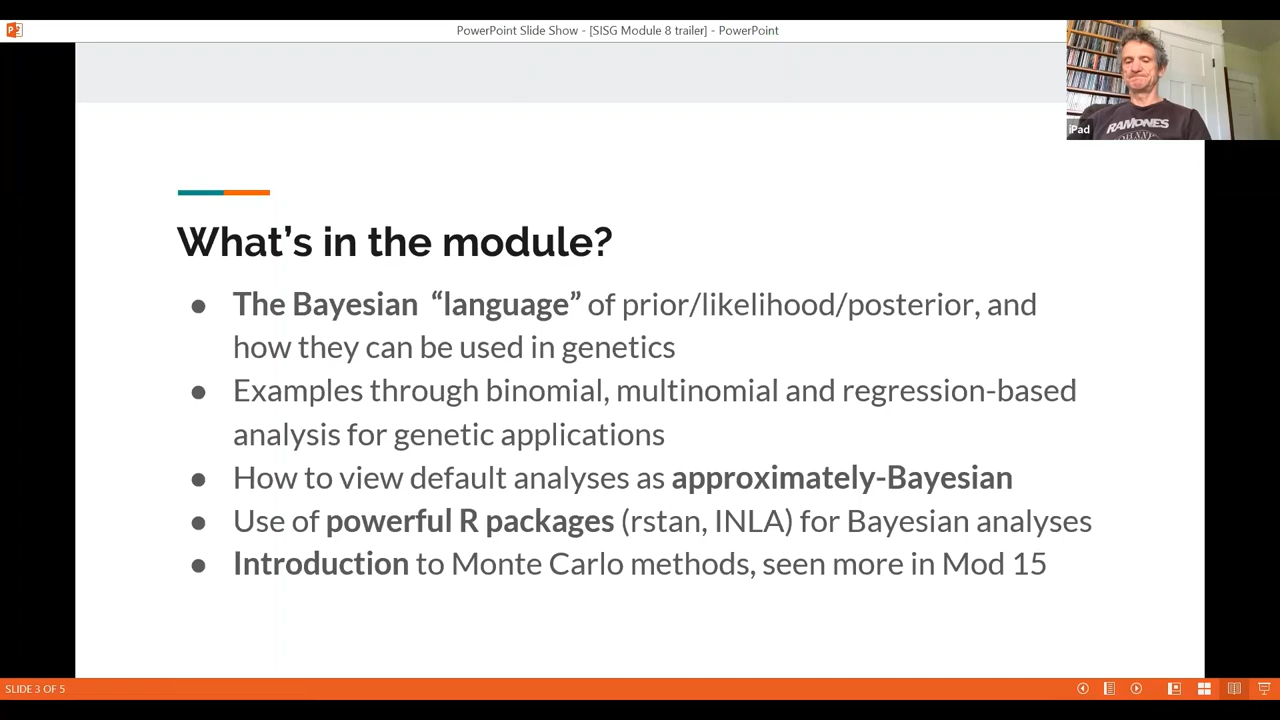 PowerPoint Slide Show - [SISG Module 8 trailer] - PowerPoint
iPad
RAMONES
What's in the module?
● The Bayesian “language” of prior/likelihood/posterior, and
how they can be used in genetics
● Examples through binomial, multinomial and regression-based
analysis for genetic applications
● How to view default analyses as approximately-Bayesian
● Use of powerful R packages (rstan, INLA) for Bayesian analyses
● Introduction to Monte Carlo methods, seen more in Mod 15
SLIDE 3 OF 5